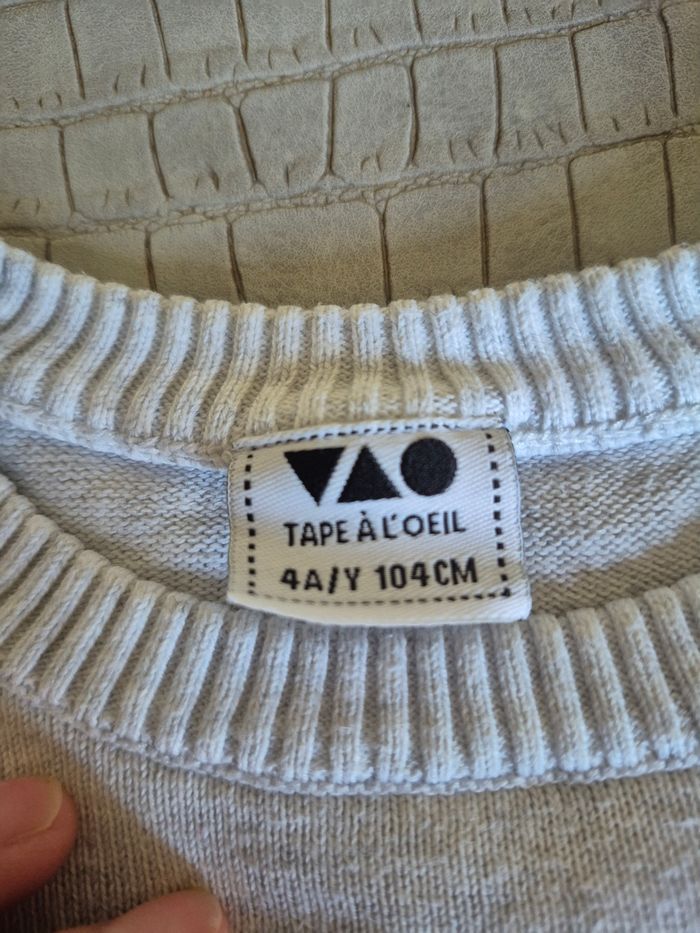 TAPE À L'OEIL
4A/Y 104CM